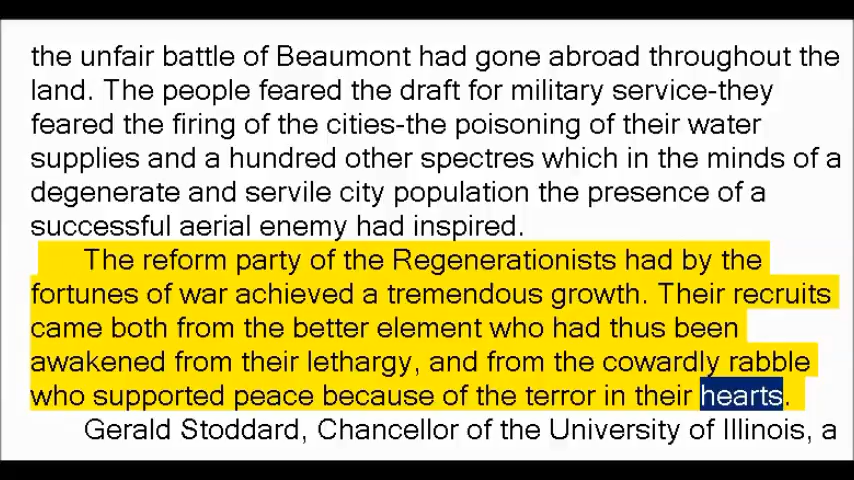 the unfair battle of Beaumont had gone abroad throughout the
land. The people feared the draft for military service-they
feared the firing of the cities-the poisoning of their water
supplies and a hundred other spectres which in the minds of a
degenerate and servile city population the presence of a
successful aerial enemy had inspired.
The reform party of the Regenerationists had by the
fortunes of war achieved a tremendous growth. Their recruits
came both from the better element who had thus been
awakened from their lethargy, and from the cowardly rabble
who supported peace because of the terror in their hearts.
Gerald Stoddard, Chancellor of the University of Illinois, a